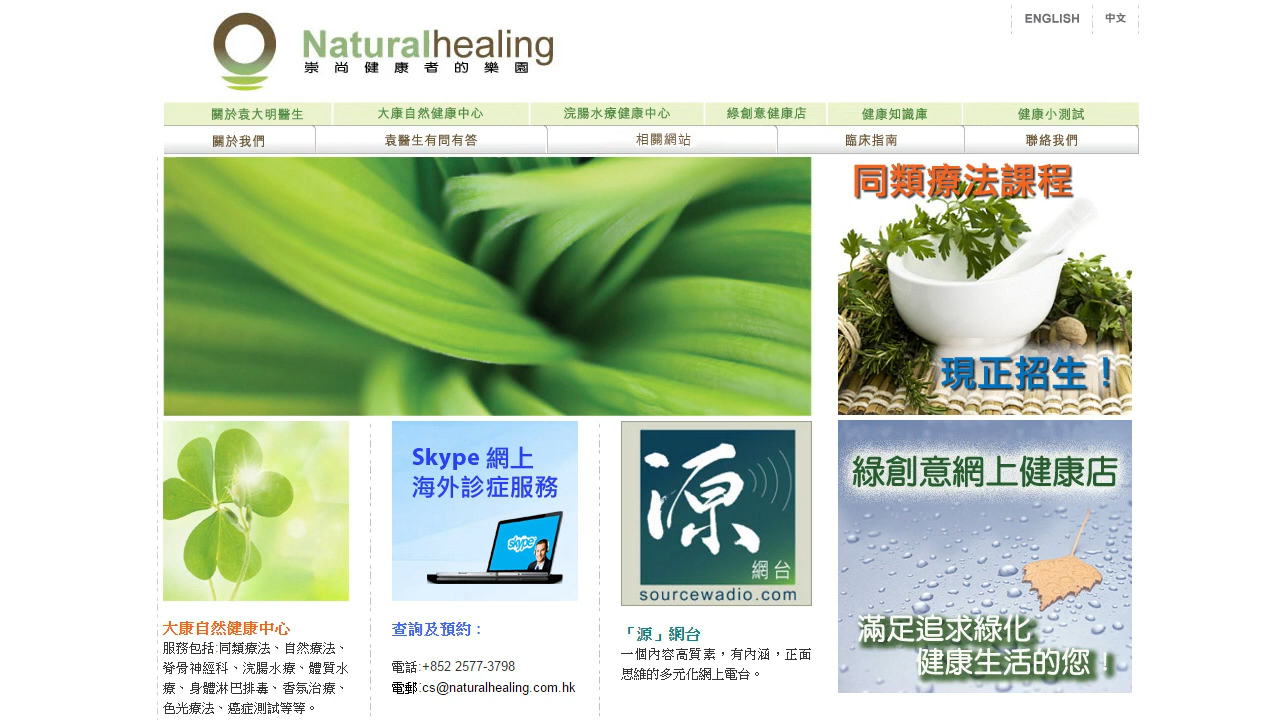 ENGLISH
中文
Naturalhealing
崇尚健康者的樂園
關於袁大明醫生
大康自然健康中心
浣腸水療健康中心
綠創意健康店
健康知識庫
健康小測試
關於我們
袁醫生有問有答
相關網站
臨床指南
聯絡我們
同類療法課程
現正招生！
Skype 網上
海外診症服務
skype
源
網台
sourcewadio.com
綠創意網上健康店
滿足追求綠化
健康生活的您！
大康自然健康中心
服務包括:同類療法、自然療法、
脊骨神經科、浣腸水療、體質水
療、身體淋巴排毒、香氛治療、
色光療法、癌症測試等等。
查詢及預約：
電話:+852 2577-3798
電郵:cs@naturalhealing.com.hk
「源」網台
一個內容高質素，有內涵，正面
思維的多元化網上電台。